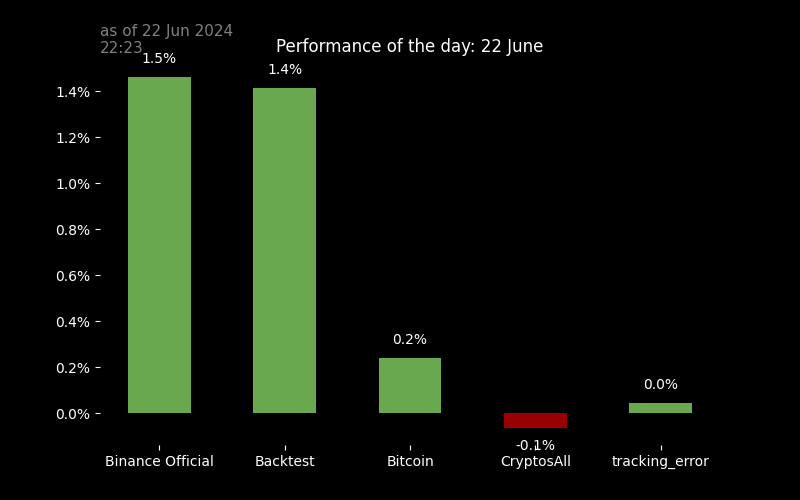 as of 22 Jun 2024
22:23
Performance of the day: 22 June
1.5%
1.4%
0.2%
-0.1%
0.0%
1.4%
1.2%
1.0%
0.8%
0.6%
0.4%
0.2%
0.0%
Binance Official
Backtest
Bitcoin
CryptosAll
tracking_error